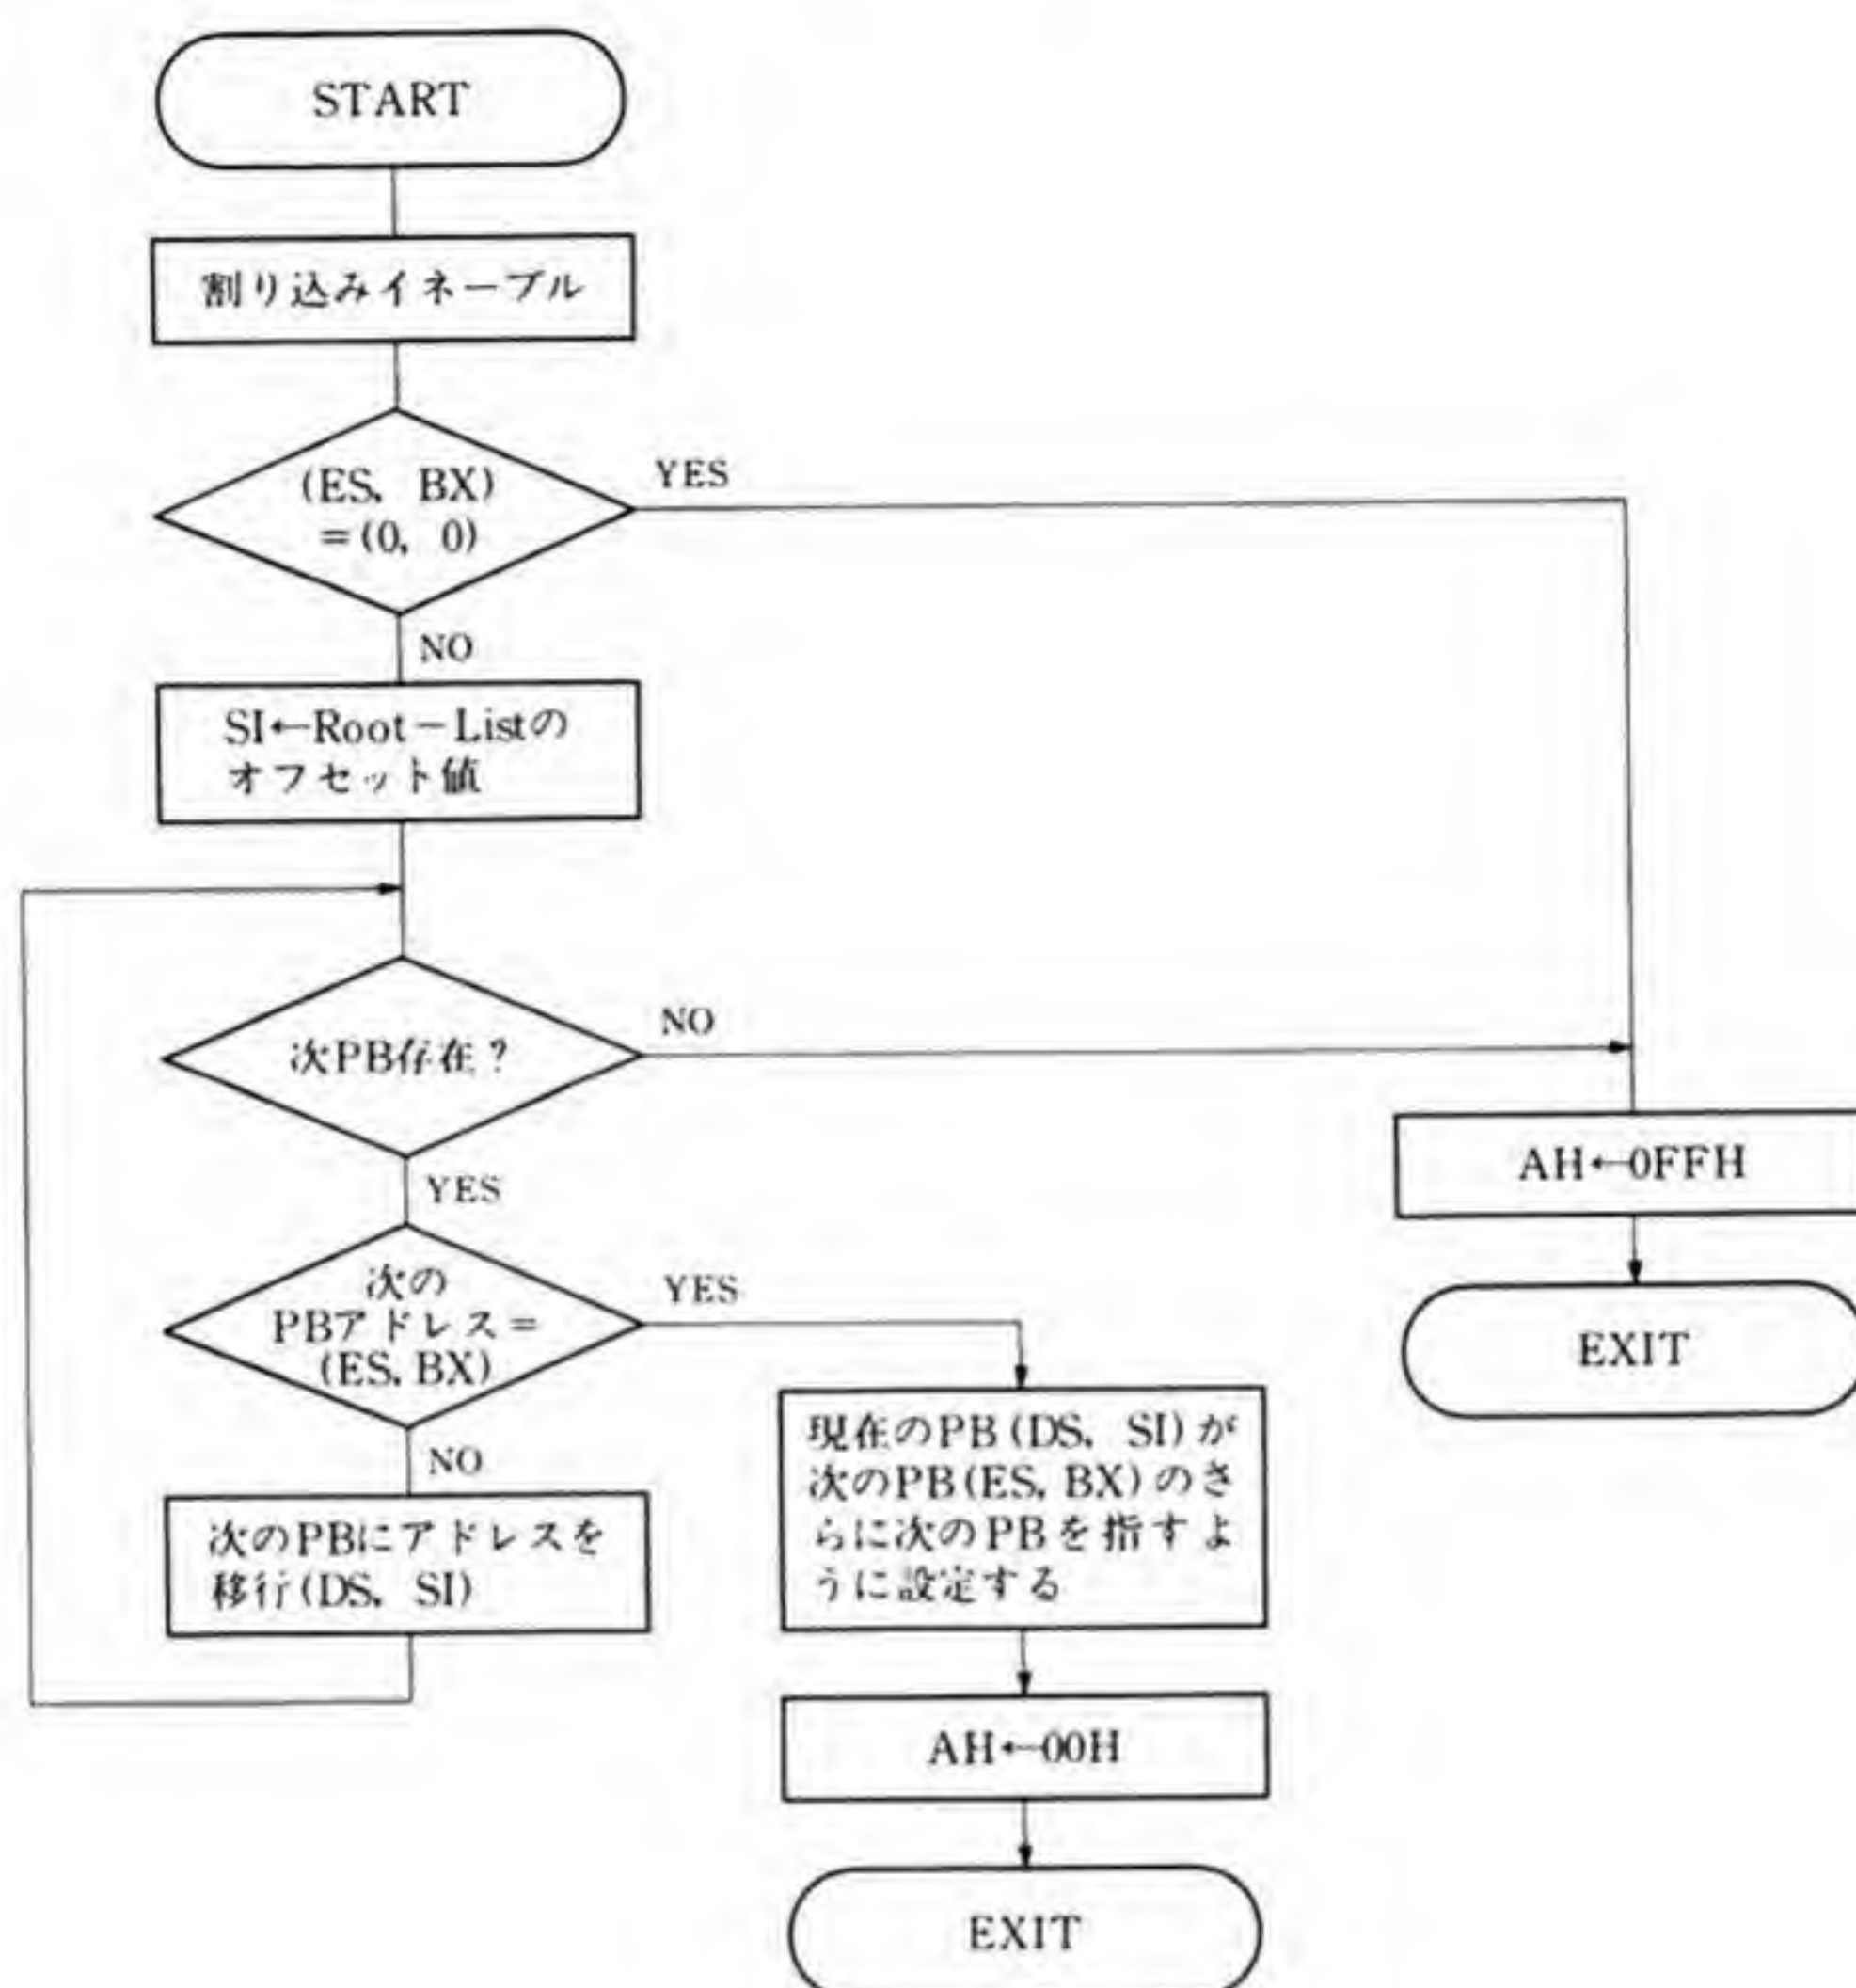 START
割り込みイネーブル
(ES, BX)
=(0, 0)
YES
NO
SI←Root－Listの
オフセット値
次PB存在？
NO
YES
次の
PBアドレス＝
(ES, BX)
YES
NO
次のPBにアドレスを
移行(DS, SI)
現在のPB(DS, SI)が
次のPB(ES, BX)のさ
らに次のPBを指すよ
うに設定する
AH←00H
EXIT
AH←0FFH
EXIT